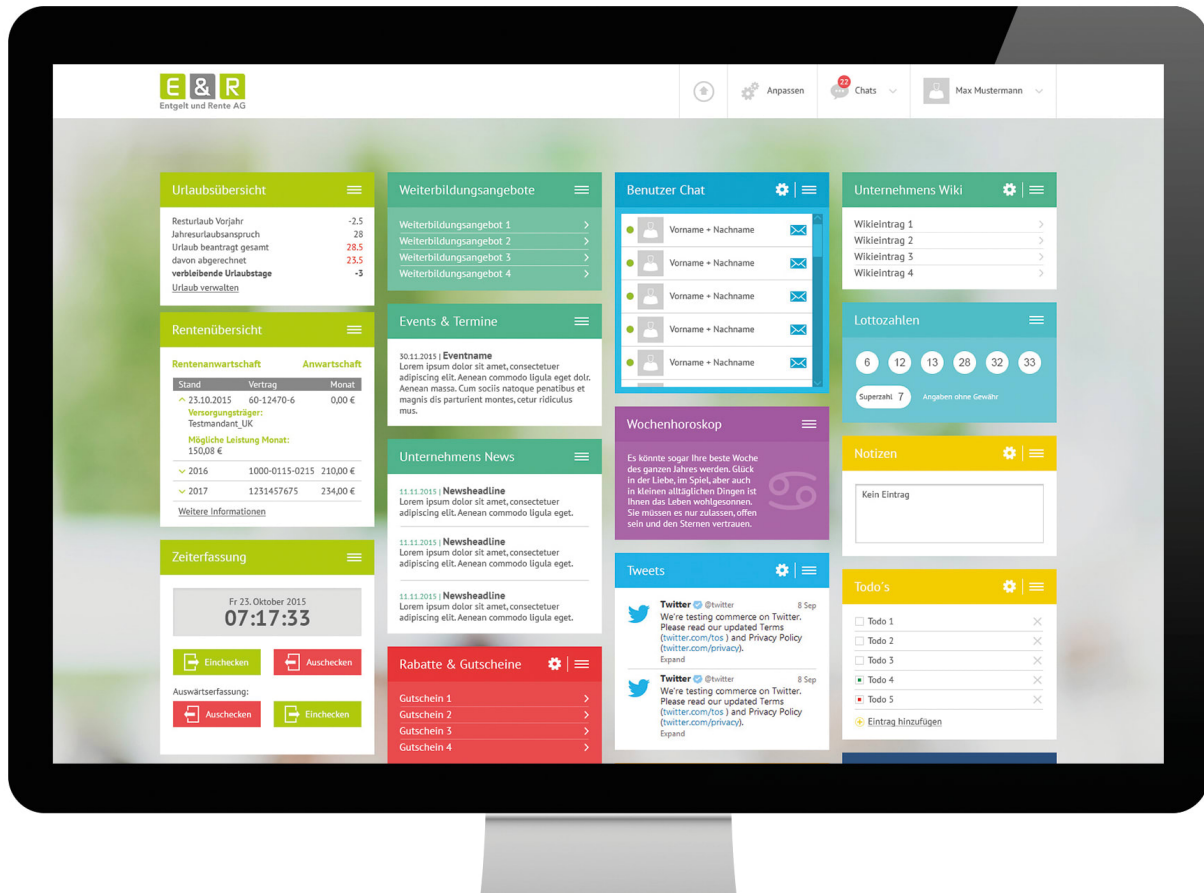 E & R
Entgelt und Rente AG
Anpassen
22
Chats
Max Mustermann
Urlaubsübersicht
Resturlaub Vorjahr -2.5
Jahresurlaubsanspruch 28
Urlaub beantragt gesamt 28.5
davon abgerechnet 23.5
verbleibende Urlaubstage -3
Urlaub verwalten
Rentenübersicht
Rentenanwartschaft Anwartschaft
Stand Vertrag Monat
23.10.2015 60-12470-6 0,00 €
Versorgungsträger:
Testmandant_UK
Mögliche Leistung Monat:
150,08 €
2016 1000-0115-0215 210,00 €
2017 1231457675 234,00 €
Weitere Informationen
Zeiterfassung
Fr 23. Oktober 2015
07:17:33
Einchecken Auschecken
Auswärtserfassung:
Auschecken Einchecken
Weiterbildungsangebote
Weiterbildungsangebot 1
Weiterbildungsangebot 2
Weiterbildungsangebot 3
Weiterbildungsangebot 4
Events & Termine
30.11.2015 | Eventname
Lorem ipsum dolor sit amet, consectetuer
adipiscing elit. Aenean commodo ligula eget dolr.
Aenean massa. Cum sociis natoque penatibus et
magnis dis parturient montes, cetur ridiculus
mus.
Unternehmens News
11.11.2015 | Newsheadline
Lorem ipsum dolor sit amet, consectetuer
adipiscing elit. Aenean commodo ligula eget.
11.11.2015 | Newsheadline
Lorem ipsum dolor sit amet, consectetuer
adipiscing elit. Aenean commodo ligula eget.
11.11.2015 | Newsheadline
Lorem ipsum dolor sit amet, consectetuer
adipiscing elit. Aenean commodo ligula eget.
Rabatte & Gutscheine
Gutschein 1
Gutschein 2
Gutschein 3
Gutschein 4
Benutzer Chat
Vorname + Nachname
Vorname + Nachname
Vorname + Nachname
Vorname + Nachname
Vorname + Nachname
Wochenhoroskop
Es könnte sogar Ihre beste Woche
des ganzen Jahres werden. Glück
in der Liebe, im Spiel, aber auch
in kleinen alltäglichen Dingen ist
Ihnen das Leben wohlgesonnen.
Sie müssen es nur zulassen, offen
sein und den Sternen vertrauen.
Tweets
Twitter @twitter 8 Sep
We're testing commerce on Twitter.
Please read our updated Terms
(twitter.com/tos ) and Privacy Policy
(twitter.com/privacy).
Expand
Twitter @twitter 8 Sep
We're testing commerce on Twitter.
Please read our updated Terms
(twitter.com/tos ) and Privacy Policy
(twitter.com/privacy).
Expand
Unternehmens Wiki
Wikieintrag 1
Wikieintrag 2
Wikieintrag 3
Wikieintrag 4
Lottozahlen
6 12 13 28 32 33
Superzahl 7 Angaben ohne Gewähr
Notizen
Kein Eintrag
Todo`s
Todo 1
Todo 2
Todo 3
Todo 4
Todo 5
Eintrag hinzufügen